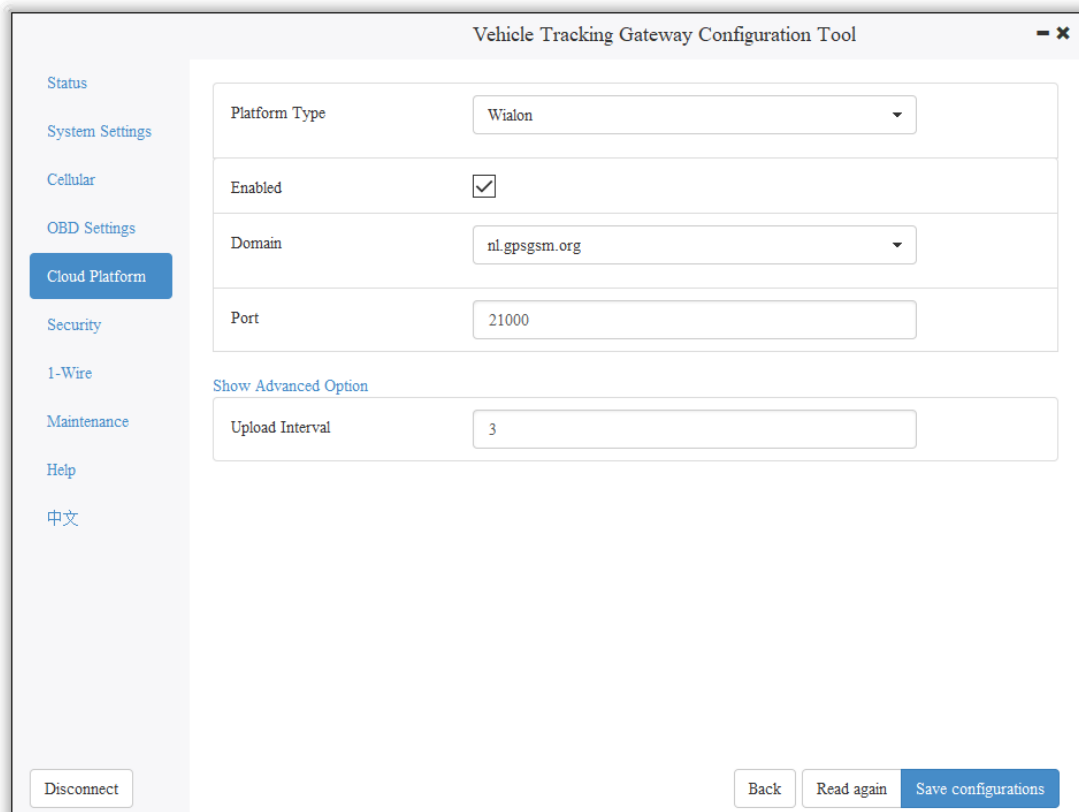 Vehicle Tracking Gateway Configuration Tool
Status
System Settings
Cellular
OBD Settings
Cloud Platform
Security
1-Wire
Maintenance
Help
中文
Platform Type
Wialon
Enabled
Domain
nl.gpsgsm.org
Port
21000
Show Advanced Option
Upload Interval
3
Disconnect
Back
Read again
Save configurations